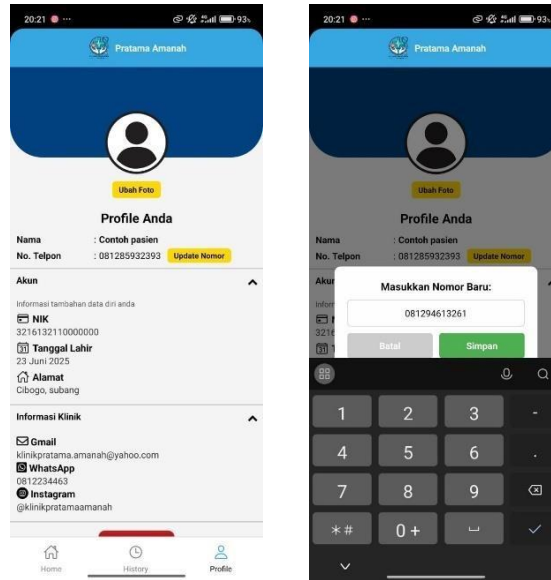 20:21 ... 93%
Pratama Amanah
Ubah Foto
Profile Anda
Nama : Contoh pasien
No. Telpon : 081285932393 Update Nomor
Akun
Informasi tambahan data diri anda
NIK
3216132110000000
Tanggal Lahir
23 Juni 2025
Alamat
Cibogo, subang
Informasi Klinik
Gmail
klinikpratama.amanah@yahoo.com
WhatsApp
0812234463
Instagram
@klinikpratamaamanah
Home History Profile
20:21 ... 93%
Pratama Amanah
Ubah Foto
Profile Anda
Nama : Contoh pasien
No. Telpon : 081285932393 Update Nomor
Akun
Masukkan Nomor Baru:
081294613261
Batal Simpan
1 2 3 -
4 5 6 .
7 8 9
*# 0 +